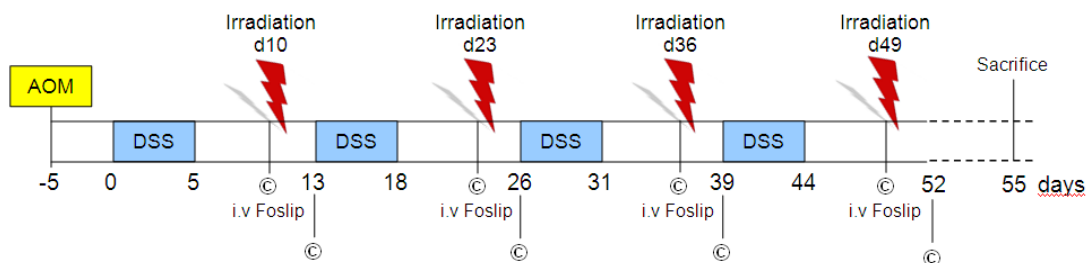 Irradiation d10
Irradiation d23
Irradiation d36
Irradiation d49
Sacrifice
AOM
DSS DSS DSS DSS
-5 0 5 © 13 18 © 26 31 © 39 44 © 52 55 days
i.v Foslip i.v Foslip i.v Foslip i.v Foslip
© © © ©